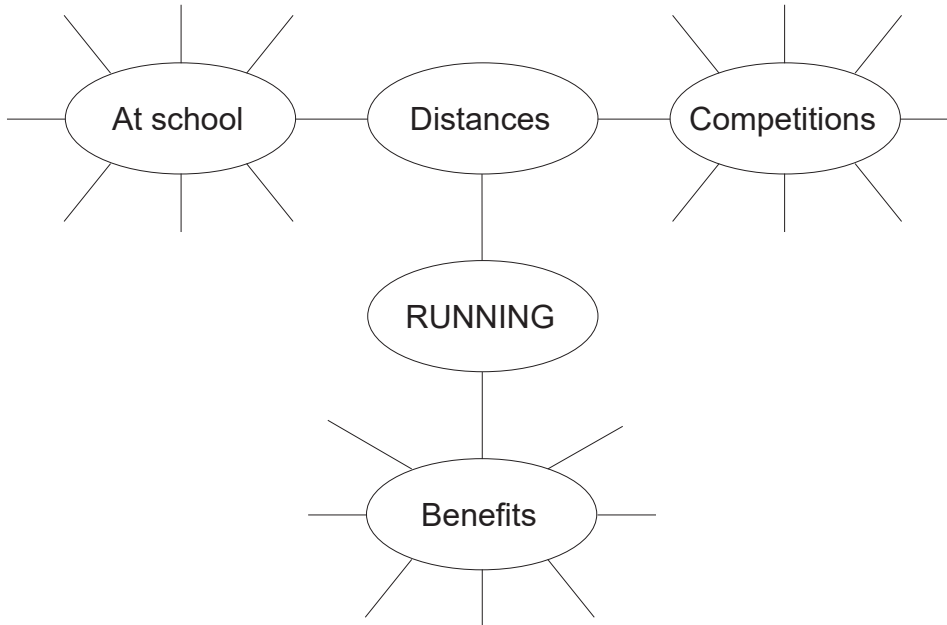 At school
Distances
Competitions
RUNNING
Benefits